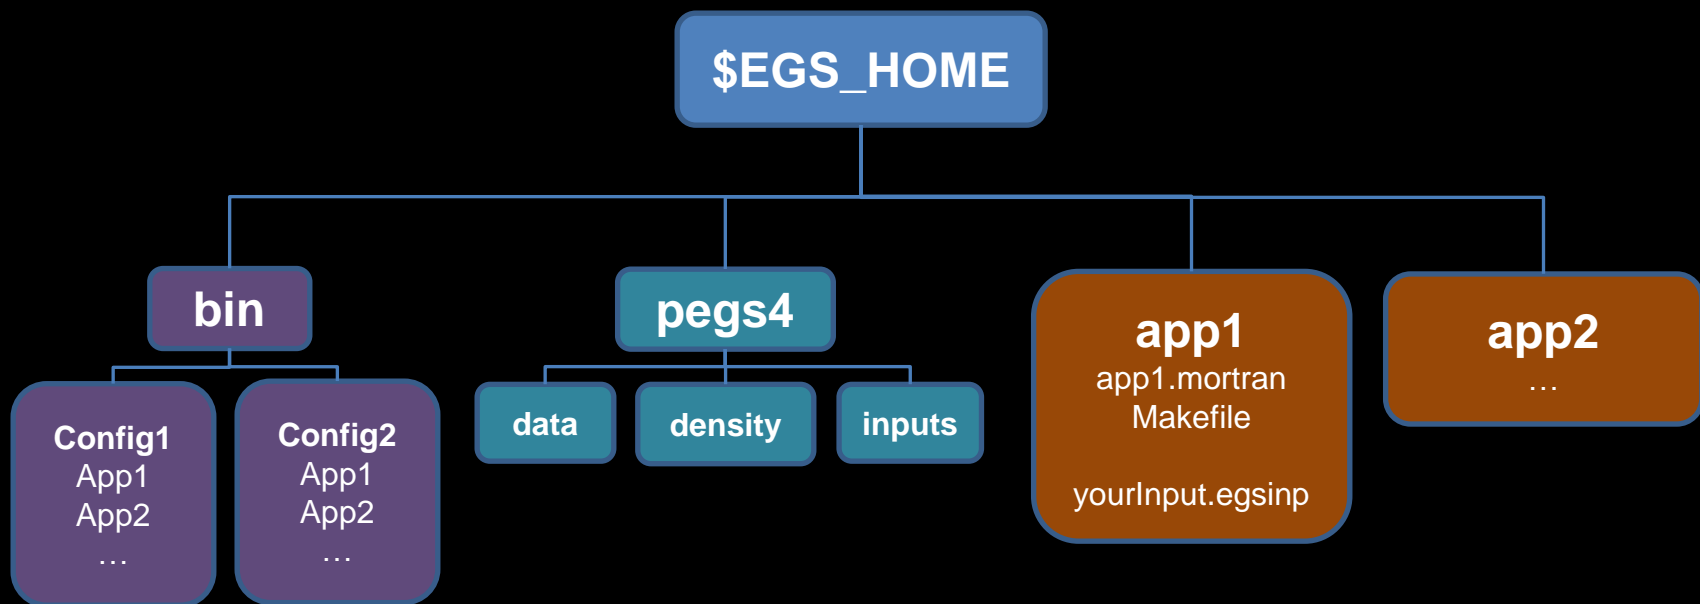 $EGS_HOME
bin
pegs4
app1
app1.mortran
Makefile
yourInput.egsinp
app2
…
Config1
App1
App2
…
Config2
App1
App2
…
data
density
inputs